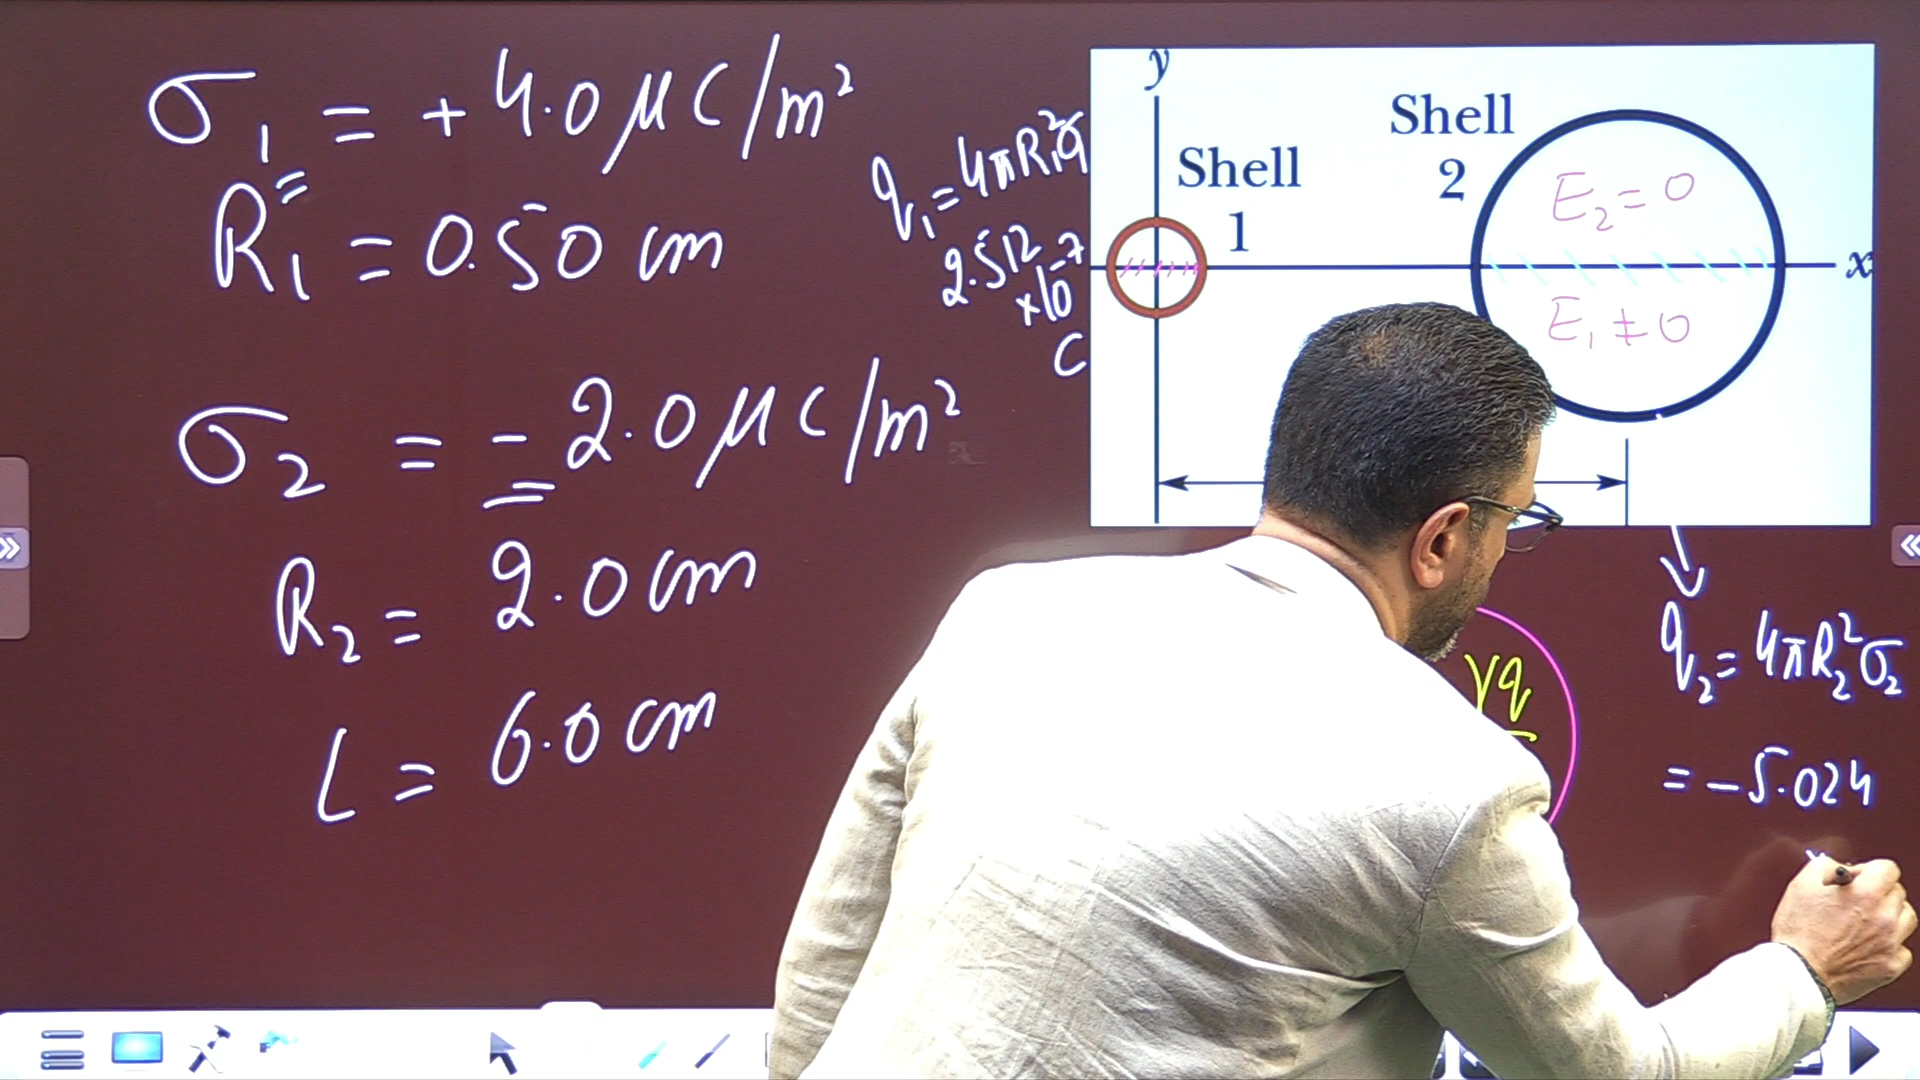 σ₁ = +4.0 μC/m²
R₁ = 0.50 cm
σ₂ = -2.0 μC/m²
R₂ = 2.0 cm
L = 6.0 cm
q₁ = 4πR₁²σ₁
2.512
×10⁻⁷
C
y
Shell
1
Shell
2
E₂ = 0
x
E₁ ≠ 0
q₂ = 4πR₂²σ₂
= -5.024